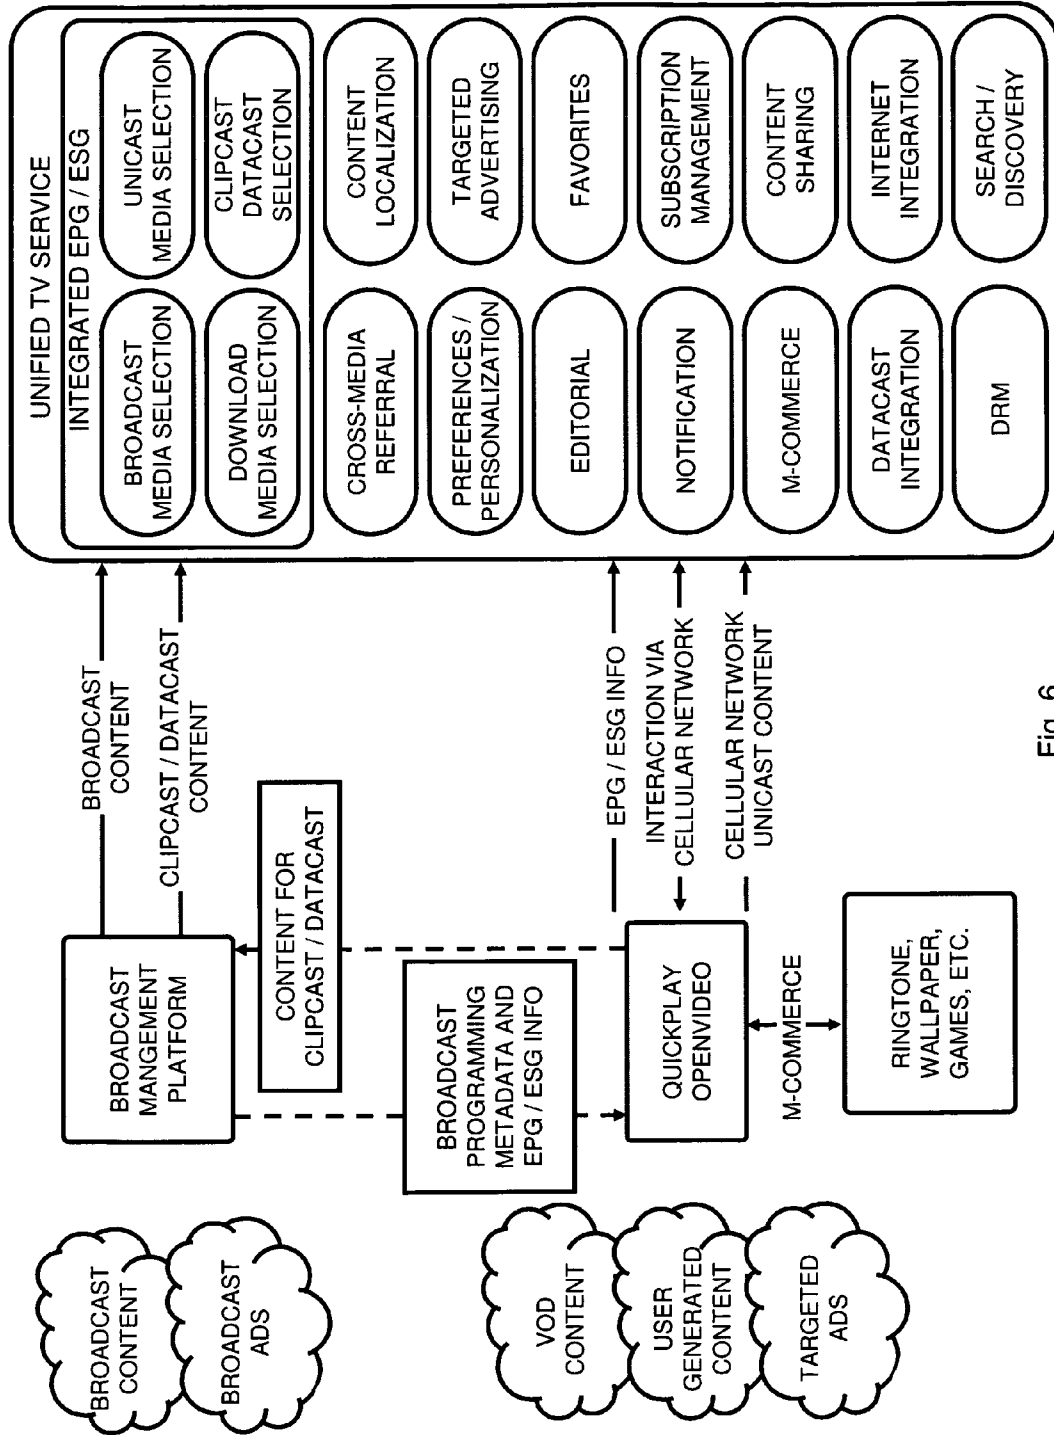 BROADCAST
CONTENT
BROADCAST
ADS
VOD
CONTENT
USER
GENERATED
CONTENT
TARGETED
ADS
BROADCAST
MANGEMENT
PLATFORM
CONTENT FOR
CLIPCAST / DATACAST
BROADCAST
PROGRAMMING
METADATA AND
EPG / ESG INFO
QUICKPLAY
OPENVIDEO
M-COMMERCE
RINGTONE,
WALLPAPER,
GAMES, ETC.
BROADCAST
CONTENT
CLIPCAST / DATACAST
CONTENT
EPG / ESG INFO
INTERACTION VIA
CELLULAR NETWORK
CELLULAR NETWORK
UNICAST CONTENT
UNIFIED TV SERVICE
INTEGRATED EPG / ESG
BROADCAST
MEDIA SELECTION
UNICAST
MEDIA SELECTION
DOWNLOAD
MEDIA SELECTION
CLIPCAST
DATACAST
SELECTION
CROSS-MEDIA
REFERRAL
CONTENT
LOCALIZATION
PREFERENCES /
PERSONALIZATION
TARGETED
ADVERTISING
EDITORIAL
FAVORITES
NOTIFICATION
SUBSCRIPTION
MANAGEMENT
M-COMMERCE
CONTENT
SHARING
DATACAST
INTEGRATION
INTERNET
INTEGRATION
DRM
SEARCH /
DISCOVERY
Fig. 6